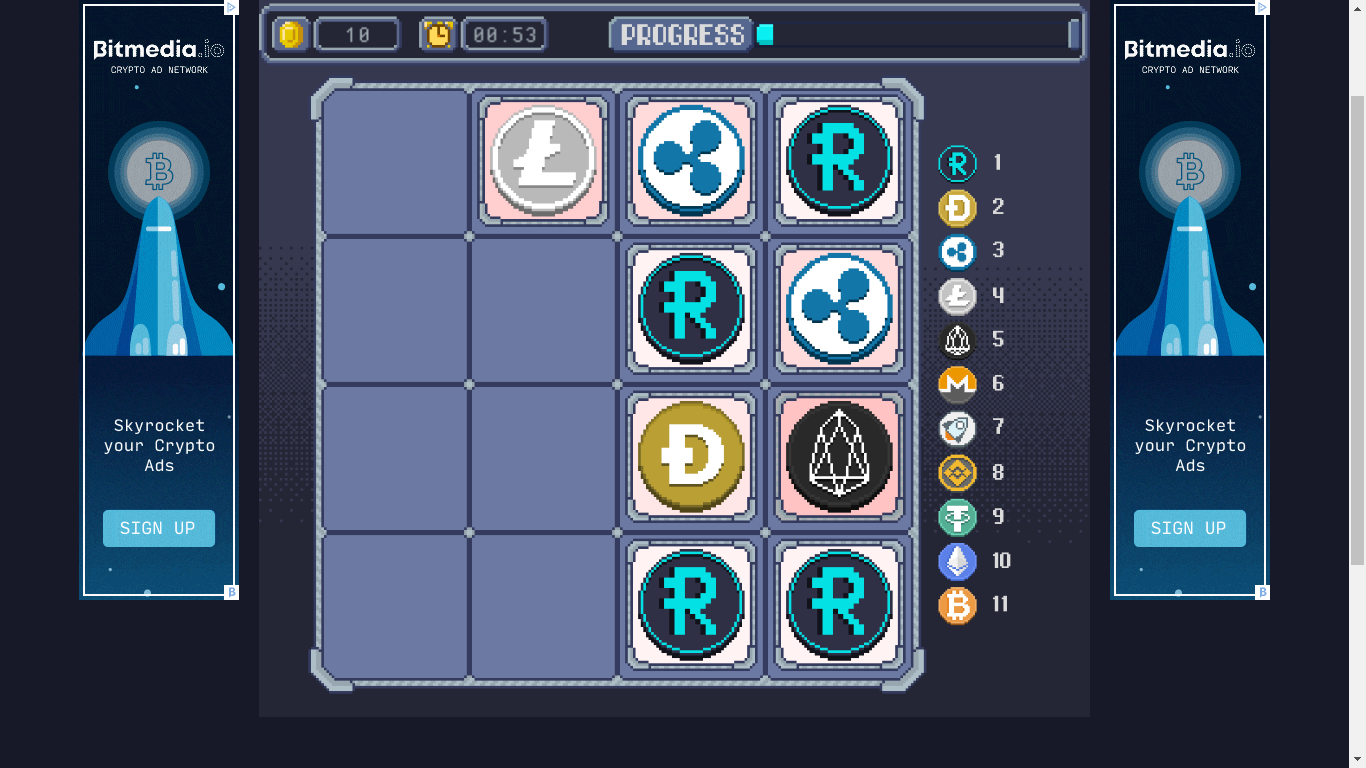 Bitmedia.io
CRYPTO AD NETWORK
Skyrocket
your Crypto
Ads
SIGN UP
10
00:53
PROGRESS
1
2
3
4
5
6
7
8
9
10
11
Bitmedia.io
CRYPTO AD NETWORK
Skyrocket
your Crypto
Ads
SIGN UP